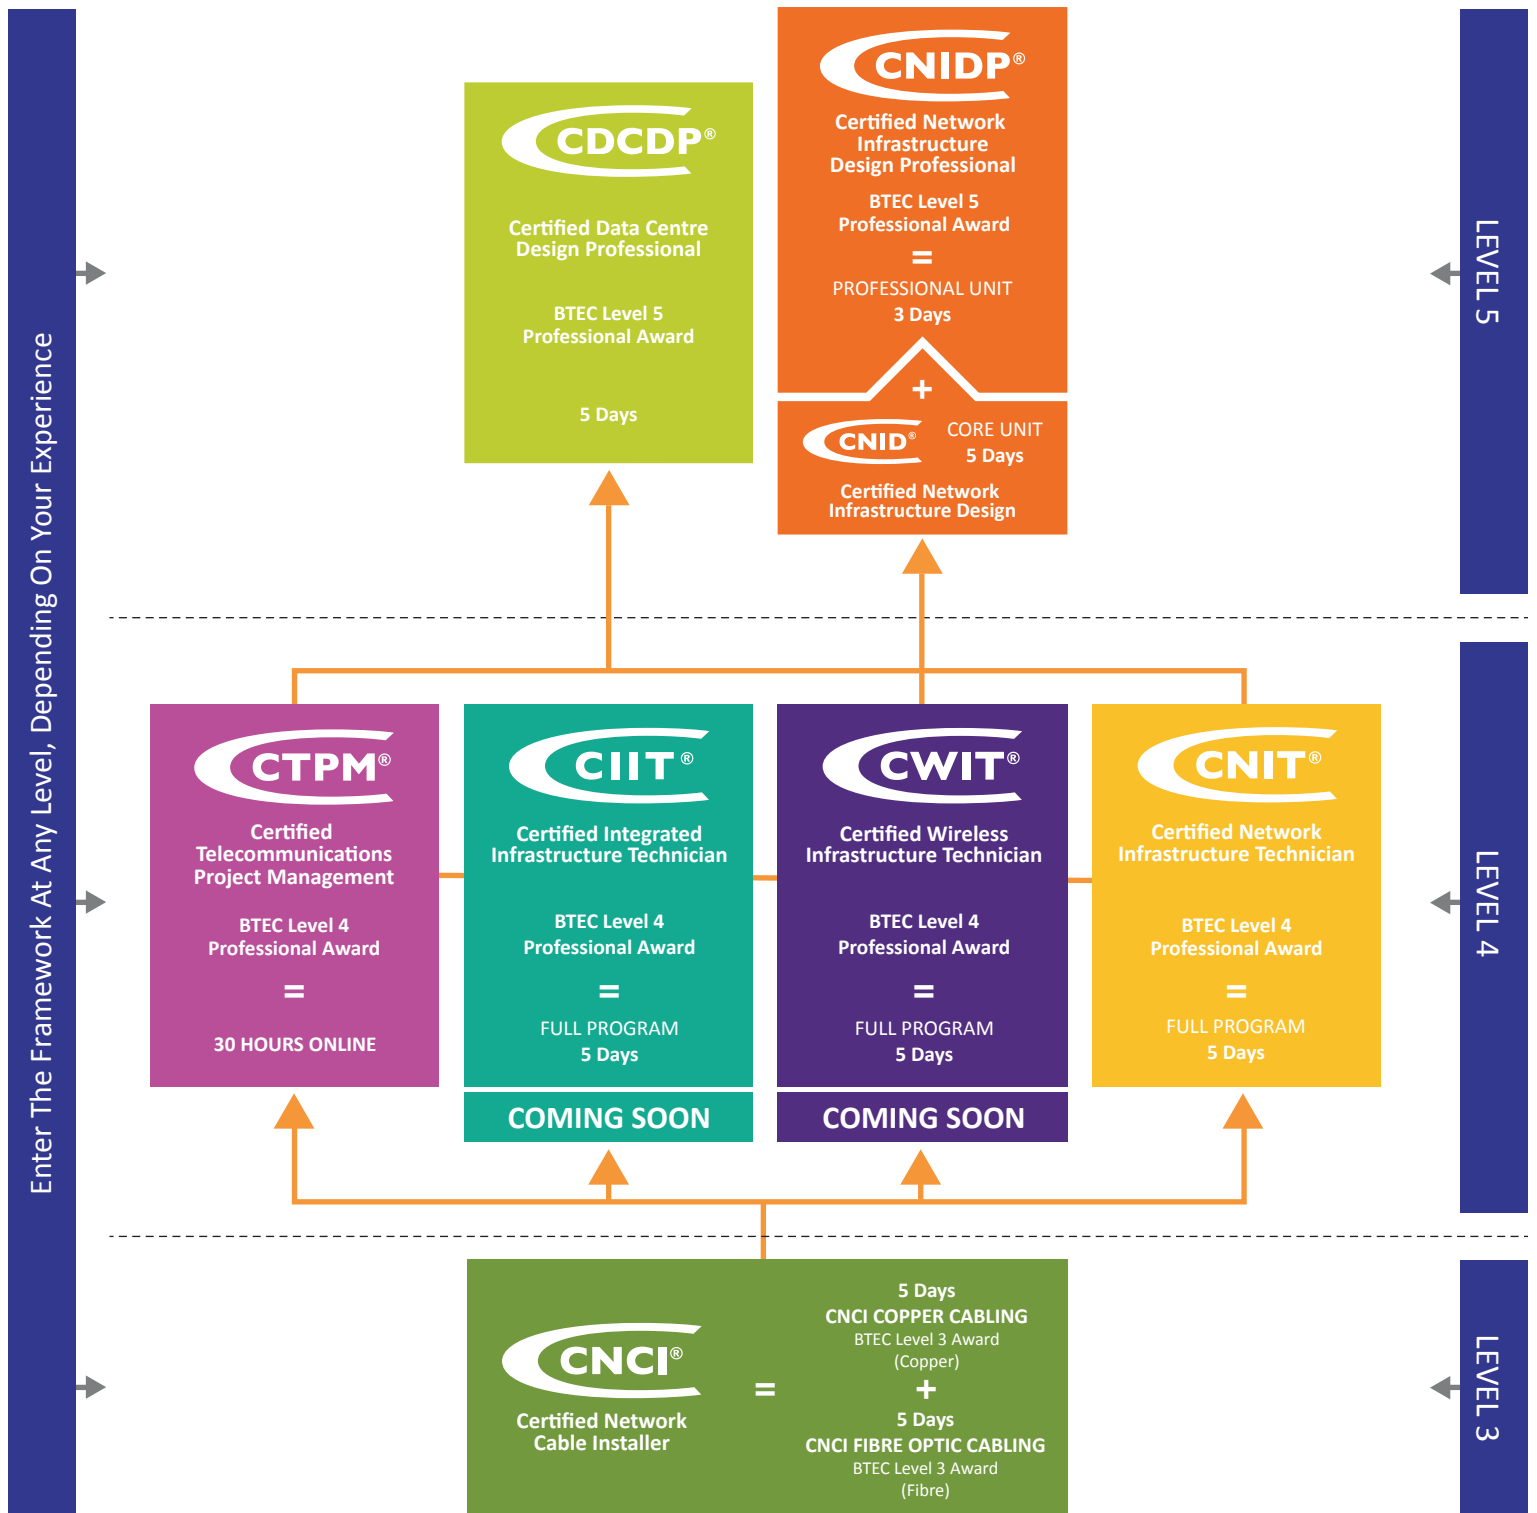 Enter The Framework At Any Level, Depending On Your Experience
CDCDP®
Certified Data Centre
Design Professional
BTEC Level 5
Professional Award
5 Days
CNIDP®
Certified Network
Infrastructure
Design Professional
BTEC Level 5
Professional Award
=
PROFESSIONAL UNIT
3 Days
+
CNID®
CORE UNIT
5 Days
Certified Network
Infrastructure Design
LEVEL 5
CTPM®
Certified
Telecommunications
Project Management
BTEC Level 4
Professional Award
=
30 HOURS ONLINE
CIIT®
Certified Integrated
Infrastructure Technician
BTEC Level 4
Professional Award
=
FULL PROGRAM
5 Days
COMING SOON
CWIT®
Certified Wireless
Infrastructure Technician
BTEC Level 4
Professional Award
=
FULL PROGRAM
5 Days
COMING SOON
CNIT®
Certified Network
Infrastructure Technician
BTEC Level 4
Professional Award
=
FULL PROGRAM
5 Days
LEVEL 4
CNCI®
Certified Network
Cable Installer
=
5 Days
CNCI COPPER CABLING
BTEC Level 3 Award
(Copper)
+
5 Days
CNCI FIBRE OPTIC CABLING
BTEC Level 3 Award
(Fibre)
LEVEL 3